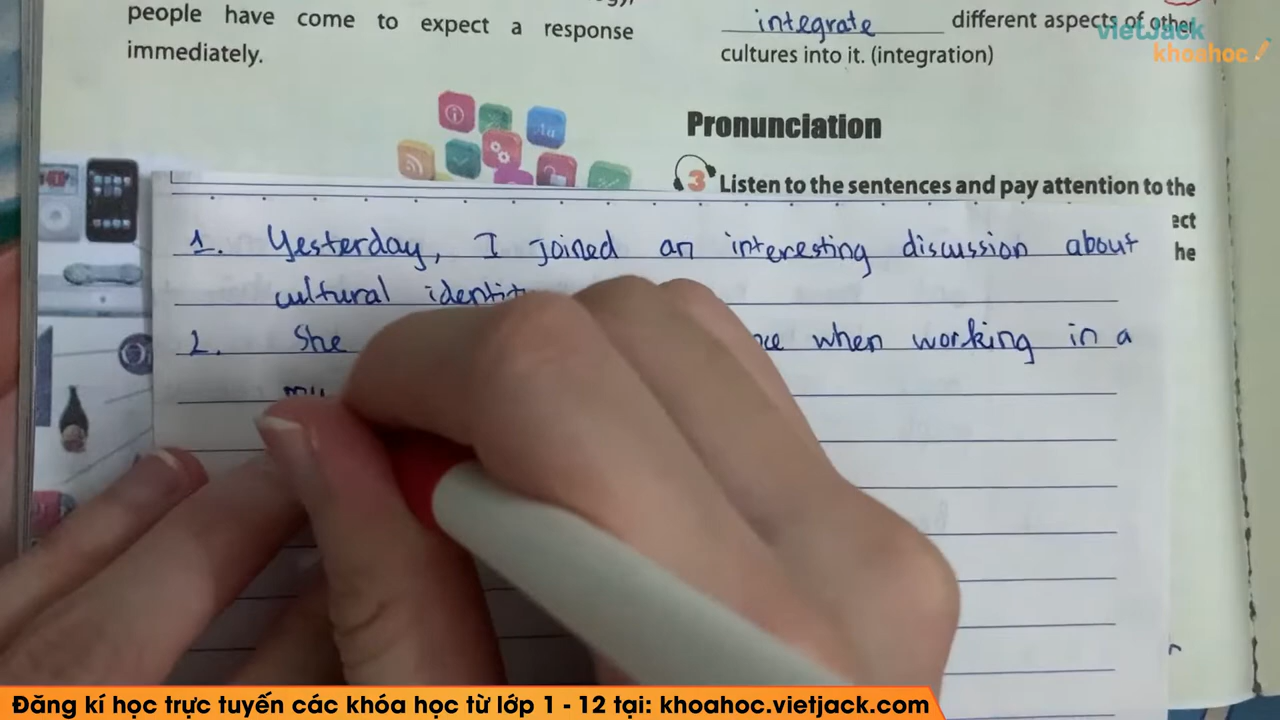 people have come to expect a response
immediately.
integrate different aspects of other
cultures into it. (integration)
vietJack
khoahoc
Pronunciation
3 Listen to the sentences and pay attention to the
ect
he
1. Yesterday, I joined an interesting discussion about
cultural
2. She when working in a
Đăng kí học trực tuyến các khóa học từ lớp 1 - 12 tại: khoahoc.vietjack.com